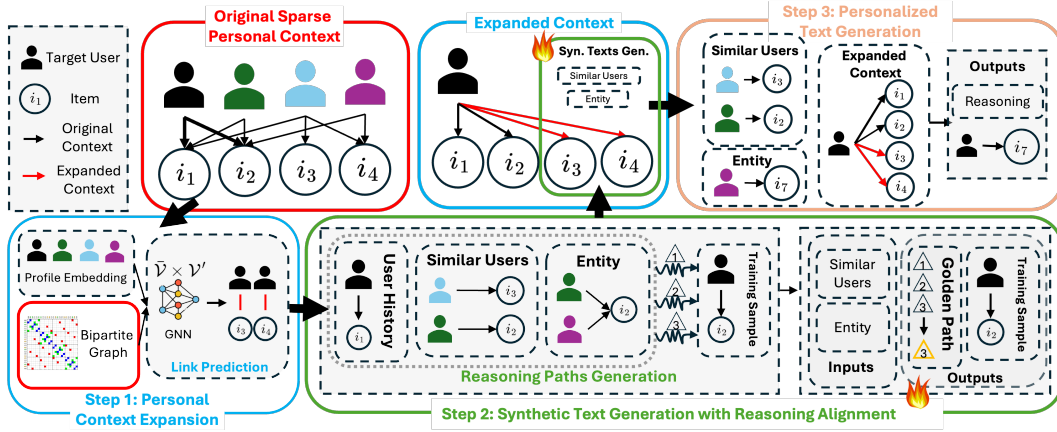 Target User
i1
Item
Original
Context
Expanded
Context
Original Sparse
Personal Context
i1
i2
i3
i4
Expanded Context
Syn. Texts Gen.
Similar Users
Entity
i1
i2
i3
i4
Step 3: Personalized
Text Generation
Similar Users
i3
i2
Entity
i7
Expanded
Context
i1
i2
i3
i4
Outputs
Reasoning
i7
Profile Embedding
Bipartite
Graph
V̄ × V′
GNN
i3
i4
Link Prediction
Step 1: Personal
Context Expansion
User History
i1
Similar Users
i3
i2
Entity
i2
1
2
3
Training Sample
i2
Reasoning Paths Generation
Similar
Users
Entity
Inputs
1
2
3
3
Golden Path
Training Sample
i2
Outputs
Step 2: Synthetic Text Generation with Reasoning Alignment